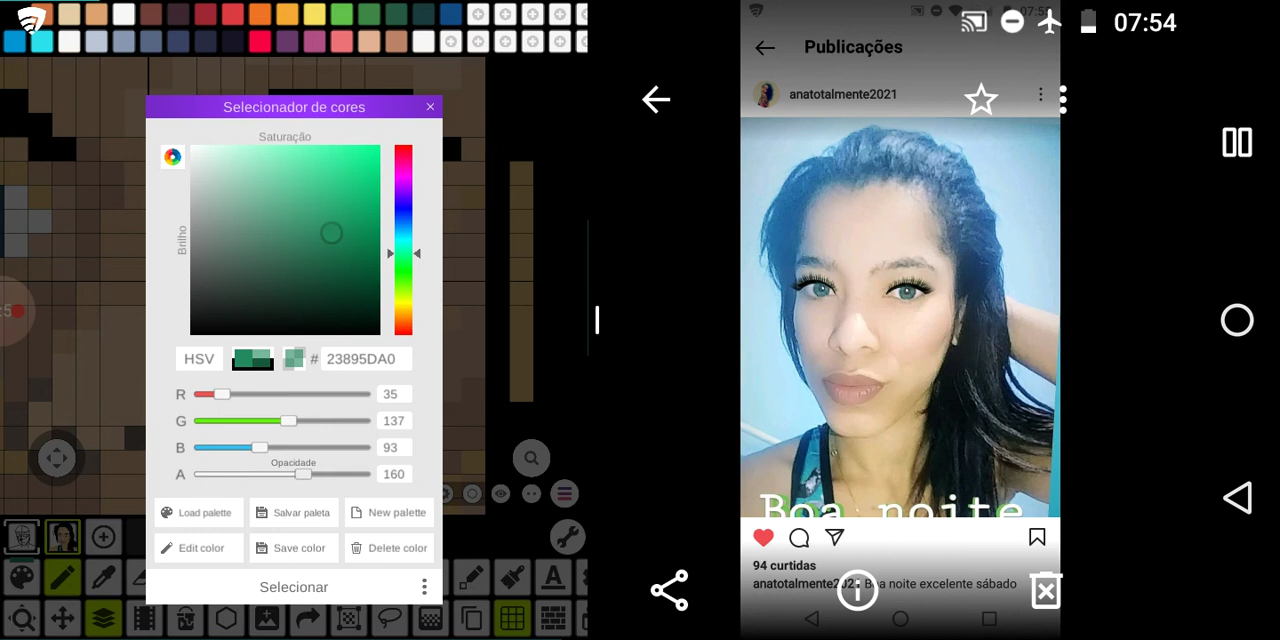 Selecionador de cores
Saturação
Brilho
HSV
# 23895DA0
R 35
G 137
B 93
Opacidade
A 160
Load palette
Salvar paleta
New palette
Edit color
Save color
Delete color
Selecionar
07:54
Publicações
anatotalmente2021
Boa noite
94 curtidas
anatotalmente2021 Boa noite excelente sábado